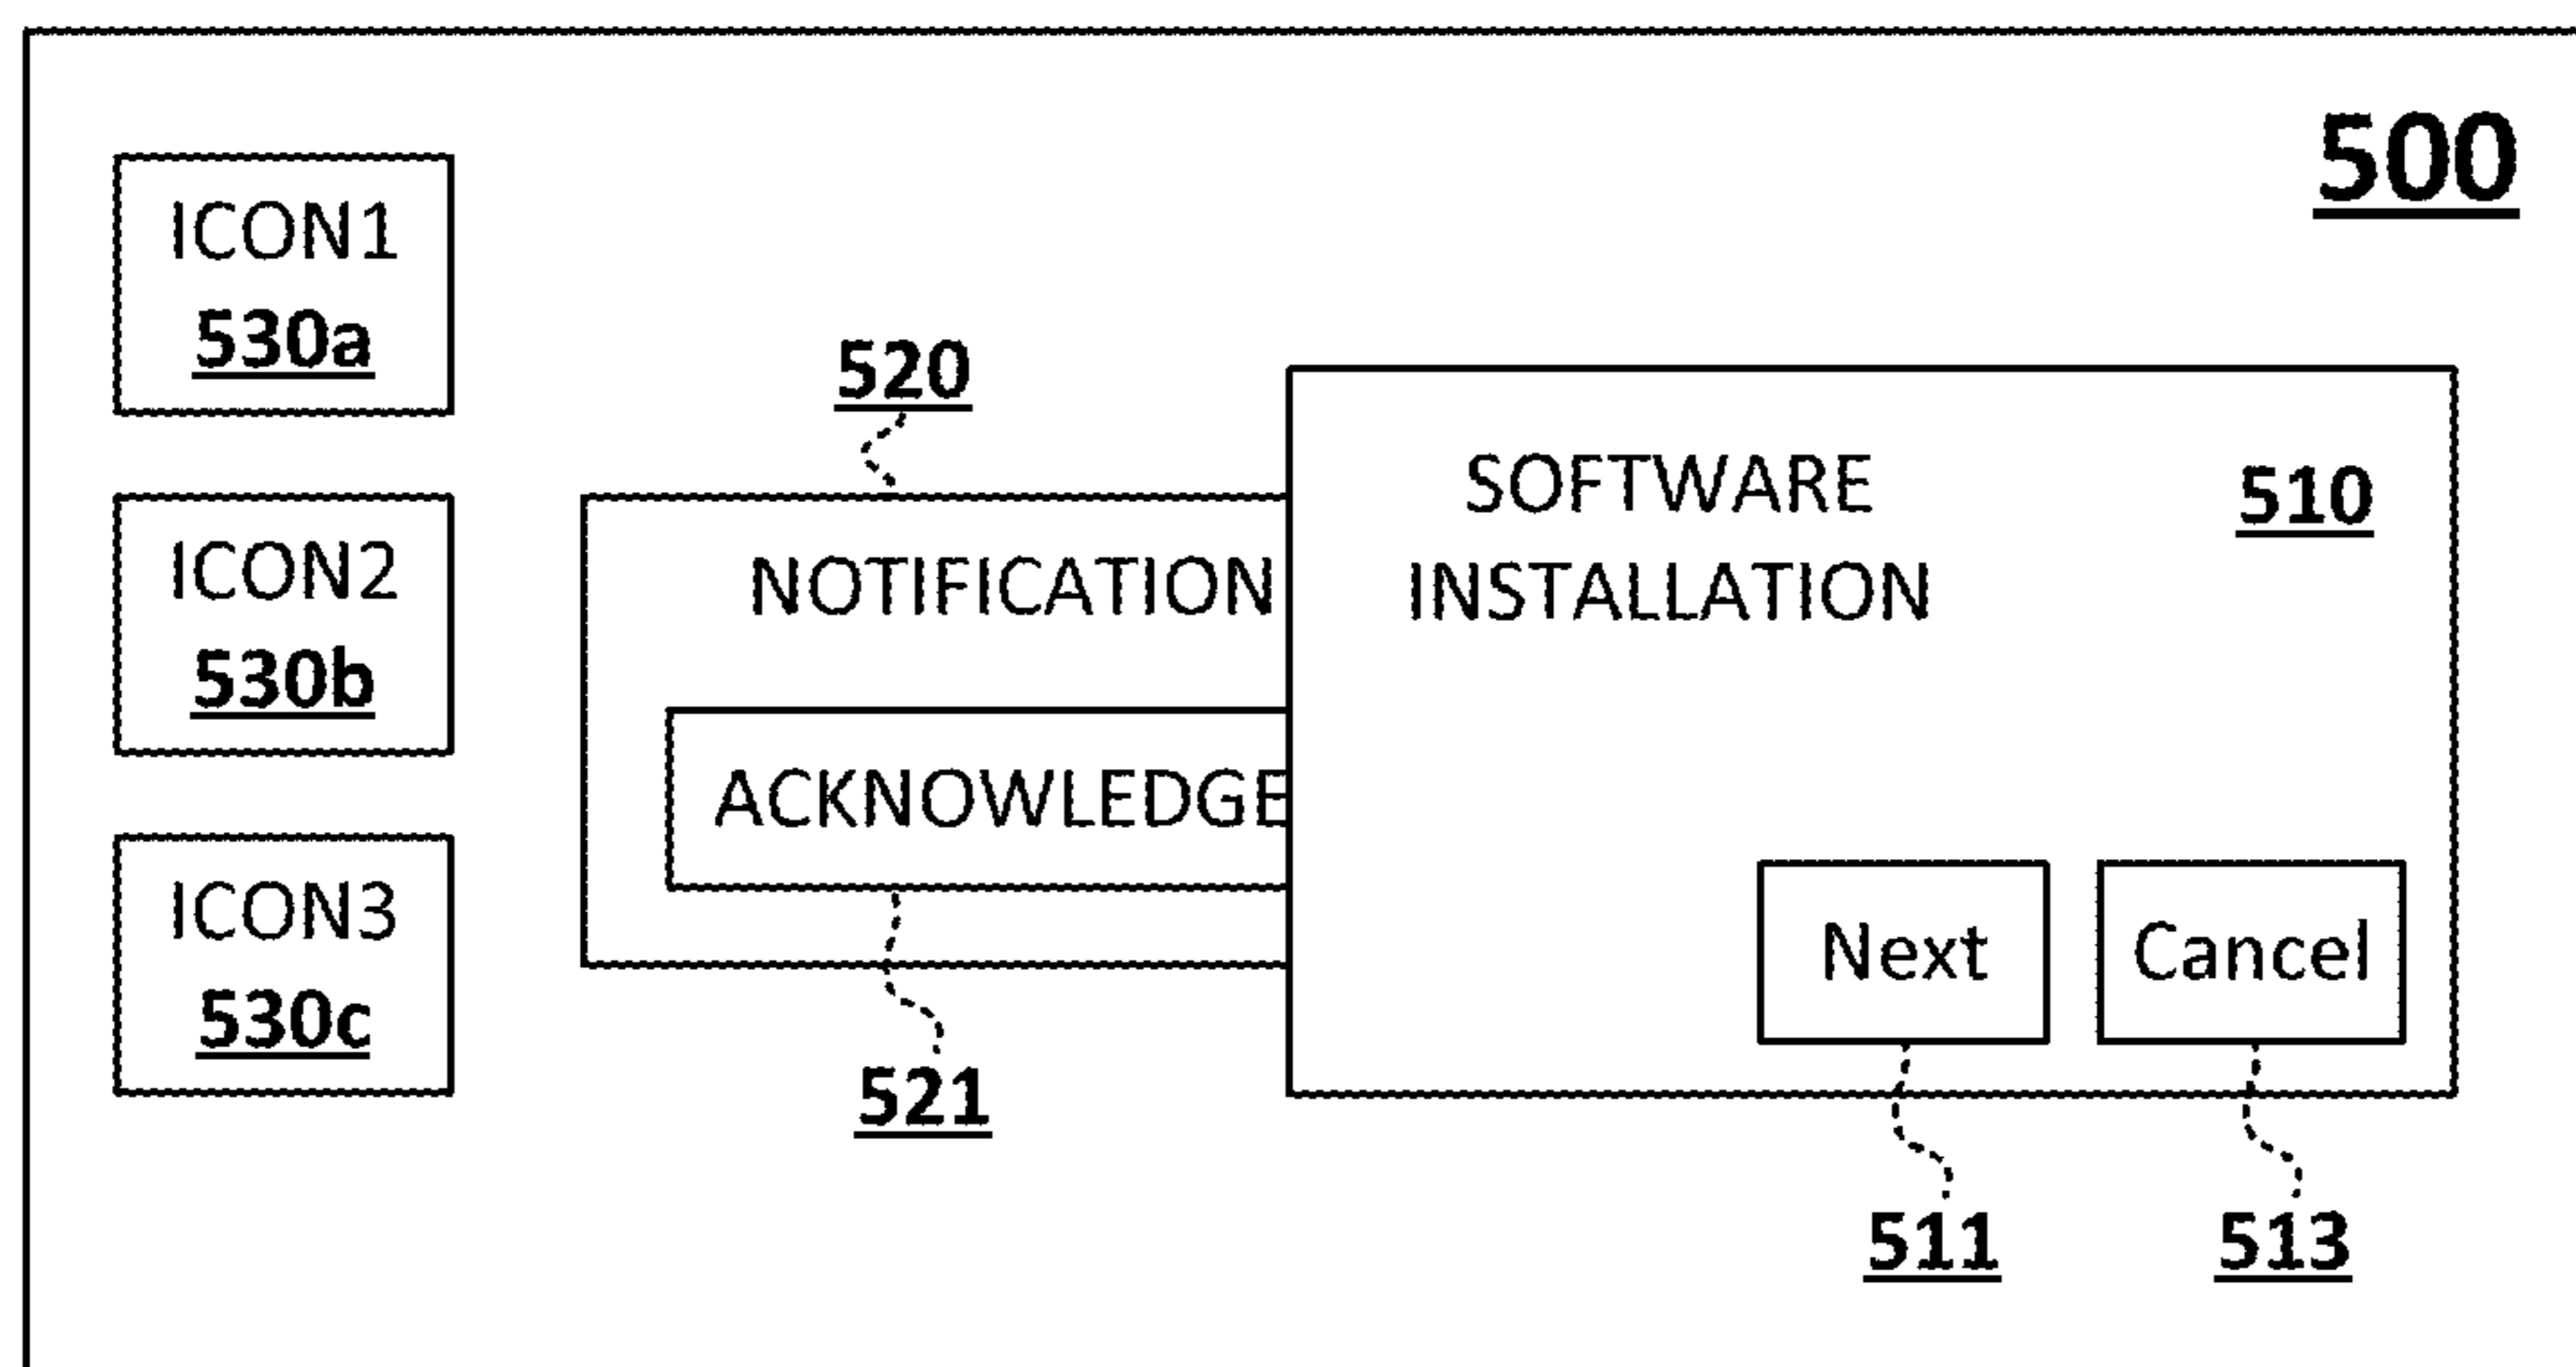 500
ICON1
530a
ICON2
530b
ICON3
530c
520
NOTIFICATION
ACKNOWLEDGE
521
SOFTWARE
INSTALLATION
510
Next
Cancel
511
513